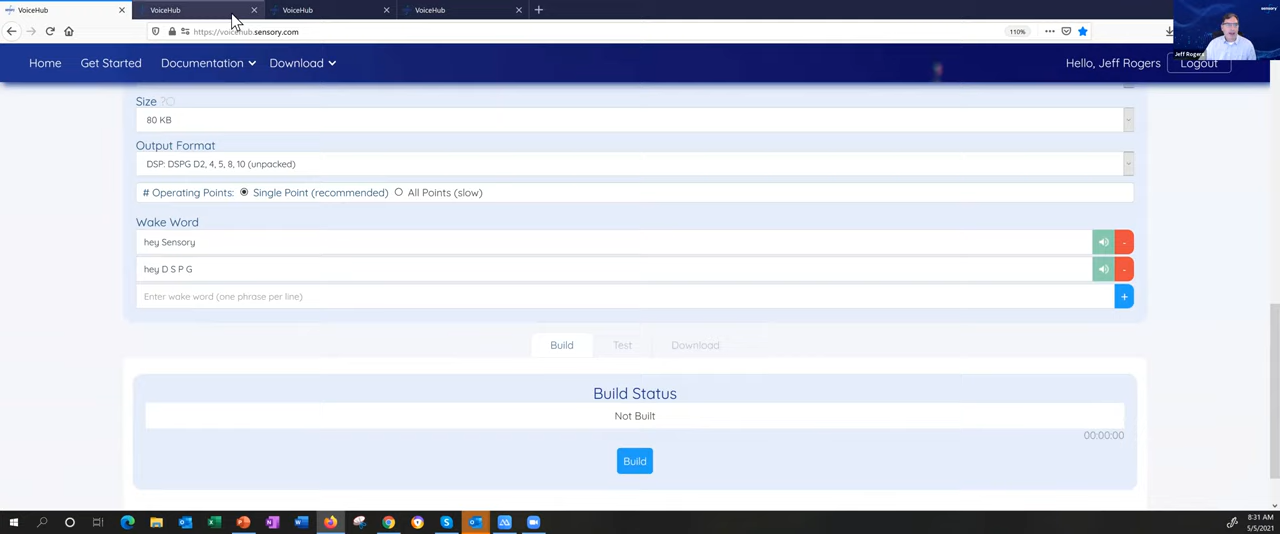 VoiceHub
VoiceHub
VoiceHub
VoiceHub
https://voicehub.sensory.com
110%
sensory
Jeff Rogers
Home
Get Started
Documentation
Download
Hello, Jeff Rogers
Logout
Size
80 KB
Output Format
DSP: DSPG D2, 4, 5, 8, 10 (unpacked)
# Operating Points: Single Point (recommended) All Points (slow)
Wake Word
hey Sensory
-
hey D S P G
-
Enter wake word (one phrase per line)
+
Build
Test
Download
Build Status
Not Built
00:00:00
Build
8:31 AM
5/5/2021